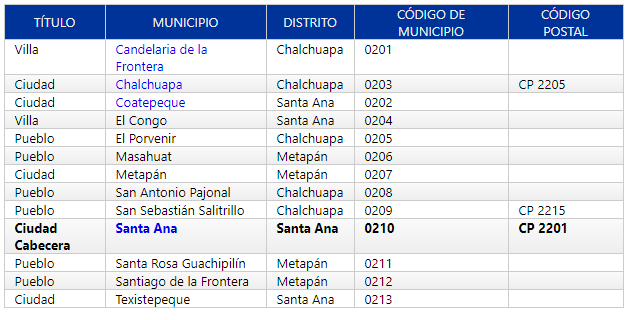 TÍTULO MUNICIPIO DISTRITO CÓDIGO DE MUNICIPIO CÓDIGO POSTAL
Villa Candelaria de la Frontera Chalchuapa 0201
Ciudad Chalchuapa Chalchuapa 0203 CP 2205
Ciudad Coatepeque Santa Ana 0202
Villa El Congo Santa Ana 0204
Pueblo El Porvenir Chalchuapa 0205
Pueblo Masahuat Metapán 0206
Ciudad Metapán Metapán 0207
Pueblo San Antonio Pajonal Chalchuapa 0208
Pueblo San Sebastián Salitrillo Chalchuapa 0209 CP 2215
Ciudad Cabecera Santa Ana Santa Ana 0210 CP 2201
Pueblo Santa Rosa Guachipilín Metapán 0211
Pueblo Santiago de la Frontera Metapán 0212
Ciudad Texistepeque Santa Ana 0213